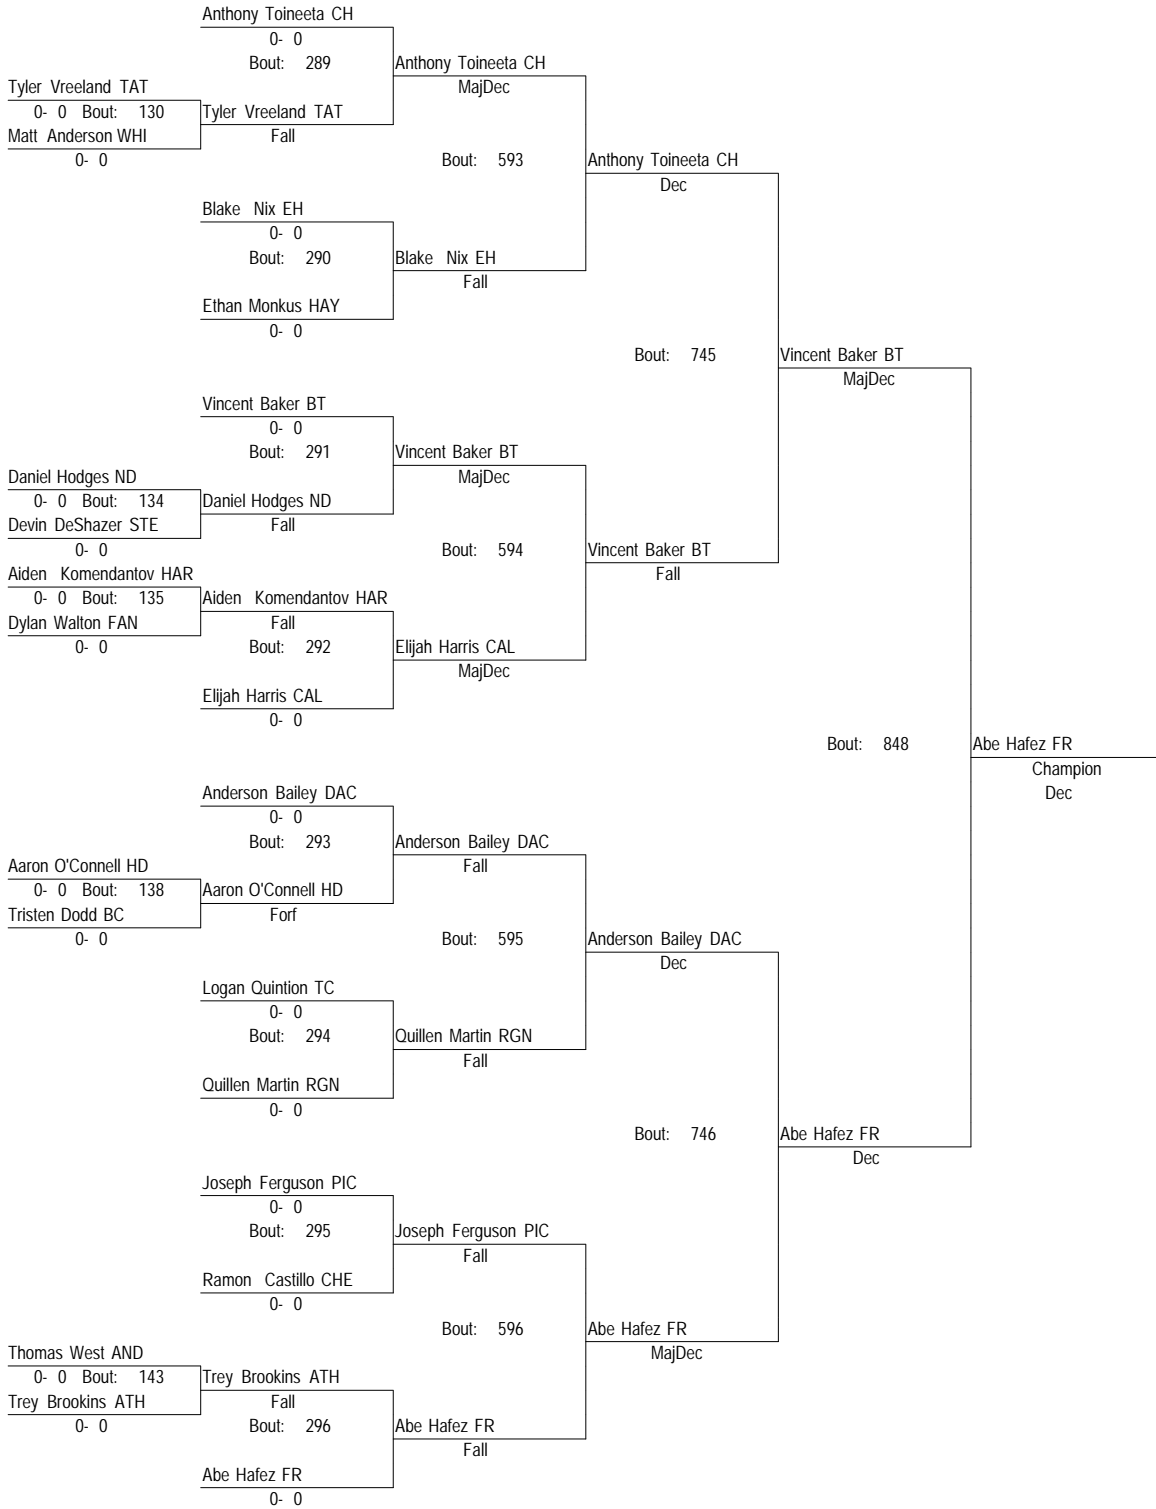 Anthony Toineeta CH
0- 0
Bout: 289
Anthony Toineeta CH
MajDec
Tyler Vreeland TAT
0- 0 Bout: 130
Tyler Vreeland TAT
Fall
Matt Anderson WHI
0- 0
Bout: 593
Anthony Toineeta CH
Dec
Blake Nix EH
0- 0
Bout: 290
Blake Nix EH
Fall
Ethan Monkus HAY
0- 0
Bout: 745
Vincent Baker BT
MajDec
Vincent Baker BT
0- 0
Bout: 291
Vincent Baker BT
MajDec
Daniel Hodges ND
0- 0 Bout: 134
Daniel Hodges ND
Fall
Devin DeShazer STE
0- 0
Bout: 594
Vincent Baker BT
Fall
Aiden Komendantov HAR
0- 0 Bout: 135
Aiden Komendantov HAR
Fall
Dylan Walton FAN
0- 0
Bout: 292
Elijah Harris CAL
MajDec
Elijah Harris CAL
0- 0
Bout: 848
Abe Hafez FR
Champion
Dec
Anderson Bailey DAC
0- 0
Bout: 293
Anderson Bailey DAC
Fall
Aaron O'Connell HD
0- 0 Bout: 138
Aaron O'Connell HD
Forf
Tristen Dodd BC
0- 0
Bout: 595
Anderson Bailey DAC
Dec
Logan Quintion TC
0- 0
Bout: 294
Quillen Martin RGN
Fall
Quillen Martin RGN
0- 0
Bout: 746
Abe Hafez FR
Dec
Joseph Ferguson PIC
0- 0
Bout: 295
Joseph Ferguson PIC
Fall
Ramon Castillo CHE
0- 0
Bout: 596
Abe Hafez FR
MajDec
Thomas West AND
0- 0 Bout: 143
Trey Brookins ATH
Fall
Trey Brookins ATH
0- 0
Bout: 296
Abe Hafez FR
Fall
Abe Hafez FR
0- 0